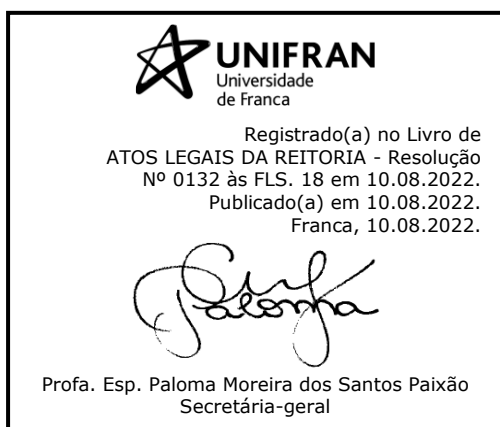 UNIFRAN
Universidade
de Franca
Registrado(a) no Livro de
ATOS LEGAIS DA REITORIA - Resolução
Nº 0132 às FLS. 18 em 10.08.2022.
Publicado(a) em 10.08.2022.
Franca, 10.08.2022.
Paloma
Profa. Esp. Paloma Moreira dos Santos Paixão
Secretária-geral